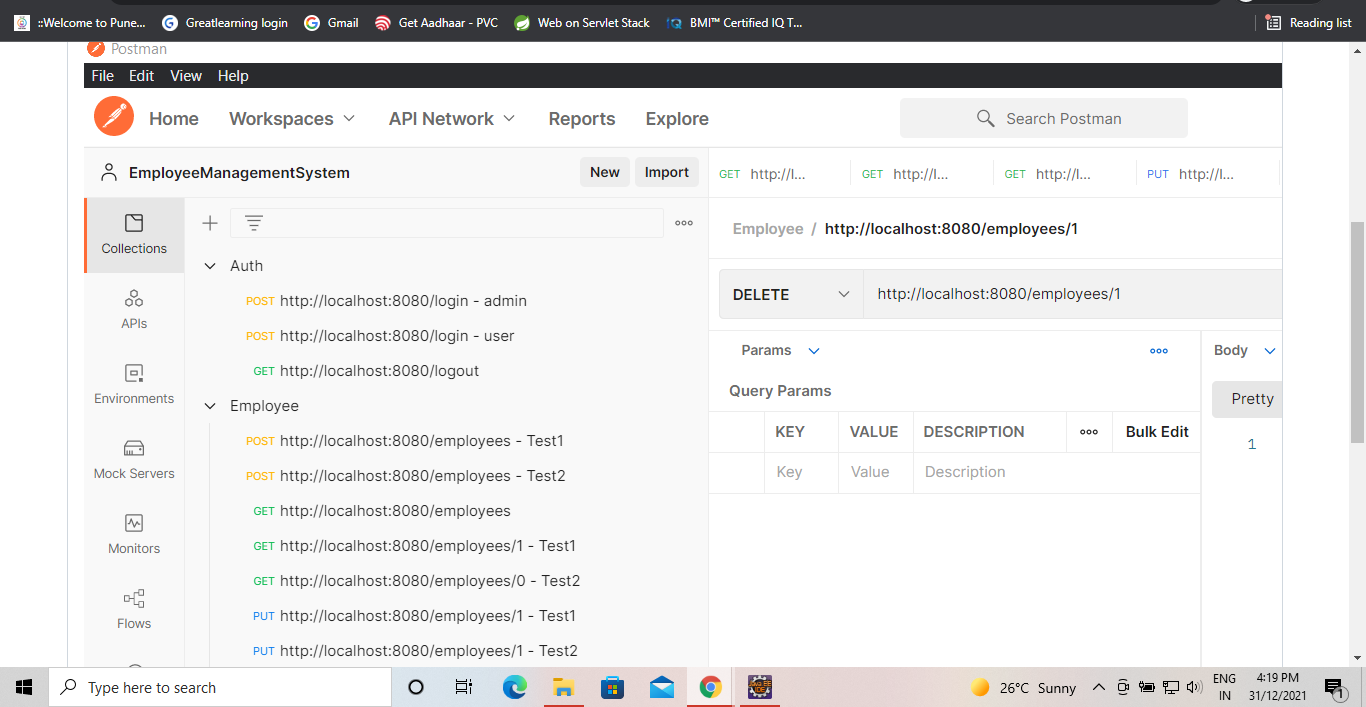 ::Welcome to Pune... Greatlearning login Gmail Get Aadhaar - PVC Web on Servlet Stack BMI™ Certified IQ T... Reading list
Postman
File Edit View Help
Home Workspaces API Network Reports Explore Search Postman
EmployeeManagementSystem New Import
GET http://l... GET http://l... GET http://l... PUT http://l...
Collections
APIs
Environments
Mock Servers
Monitors
Flows
Auth
POST http://localhost:8080/login - admin
POST http://localhost:8080/login - user
GET http://localhost:8080/logout
Employee
POST http://localhost:8080/employees - Test1
POST http://localhost:8080/employees - Test2
GET http://localhost:8080/employees
GET http://localhost:8080/employees/1 - Test1
GET http://localhost:8080/employees/0 - Test2
PUT http://localhost:8080/employees/1 - Test1
PUT http://localhost:8080/employees/1 - Test2
Employee / http://localhost:8080/employees/1
DELETE http://localhost:8080/employees/1
Params
Query Params
KEY VALUE DESCRIPTION Bulk Edit
Key Value Description
Body
Pretty
1
Type here to search
26°C Sunny
ENG
IN
4:19 PM
31/12/2021
1